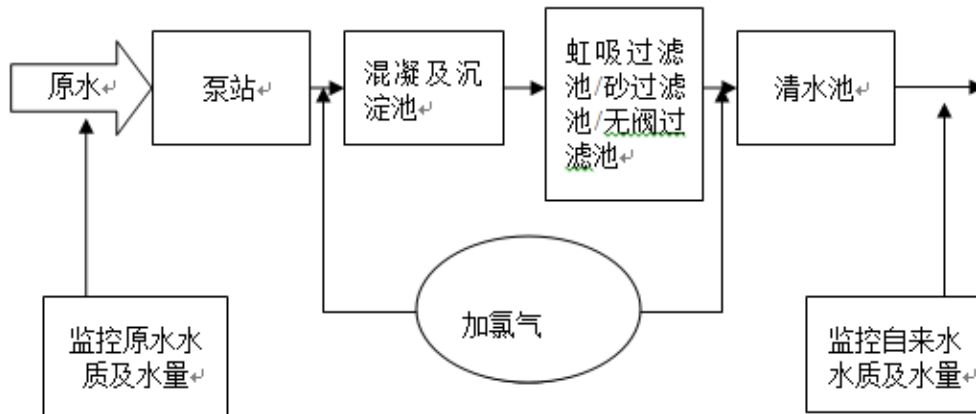 原水
泵站
混凝及沉
淀池
虹吸过滤
池/砂过滤
池/无阀过
滤池
清水池
加氯气
监控原水水
质及水量
监控自来水
水质及水量